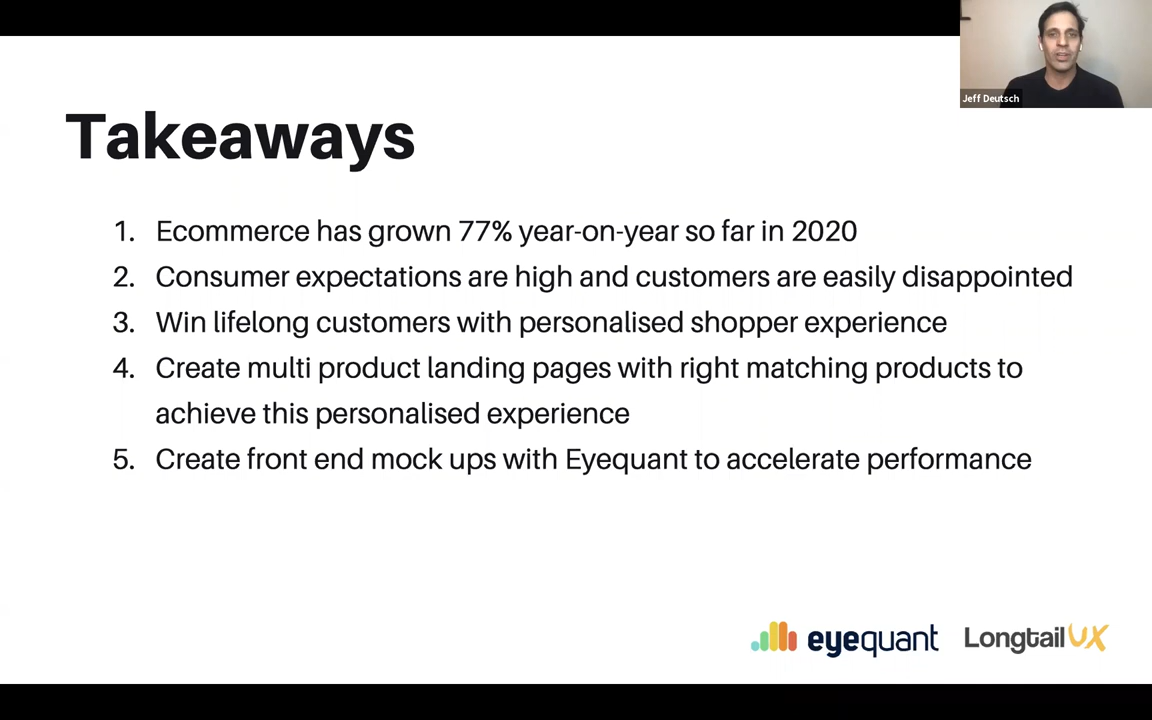 Jeff Deutsch
Takeaways
1. Ecommerce has grown 77% year-on-year so far in 2020
2. Consumer expectations are high and customers are easily disappointed
3. Win lifelong customers with personalised shopper experience
4. Create multi product landing pages with right matching products to
achieve this personalised experience
5. Create front end mock ups with Eyequant to accelerate performance
eyequant LongtailUX